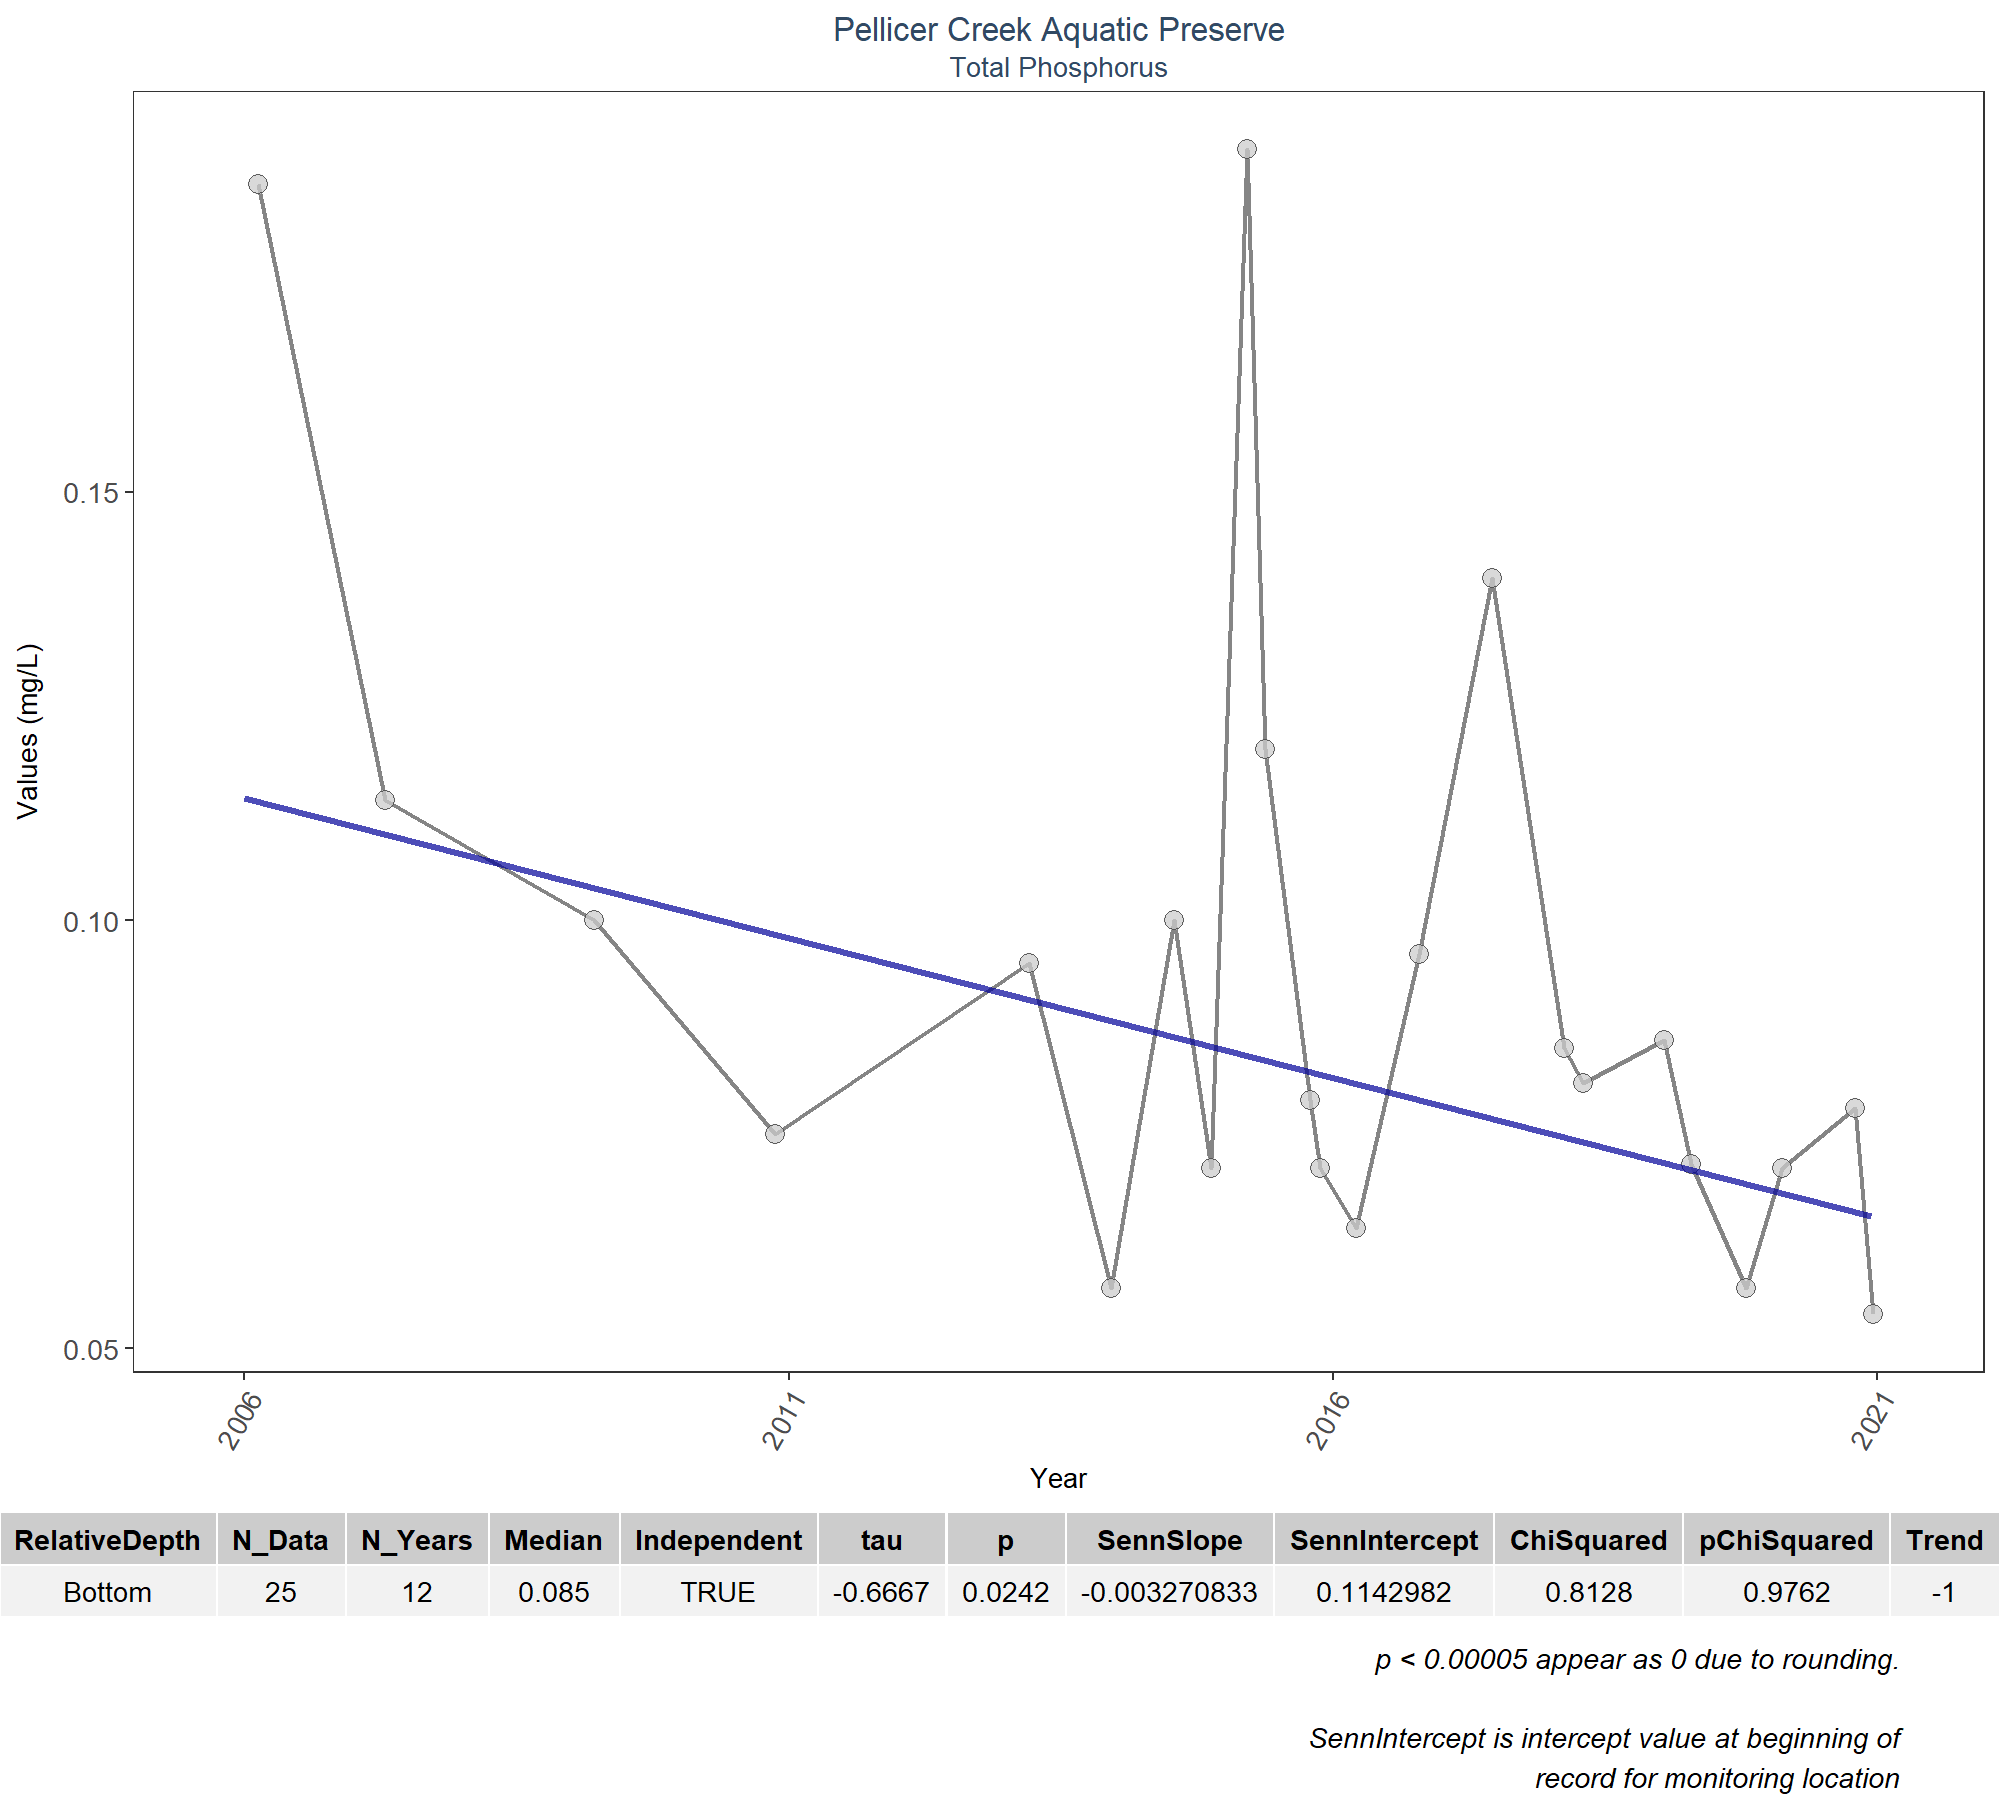 Pellicer Creek Aquatic Preserve
Total Phosphorus
Values (mg/L)
0.15
0.10
0.05
2006
2011
2016
2021
Year
RelativeDepth N_Data N_Years Median Independent tau p SennSlope SennIntercept ChiSquared pChiSquared Trend
Bottom 25 12 0.085 TRUE -0.6667 0.0242 -0.003270833 0.1142982 0.8128 0.9762 -1
p < 0.00005 appear as 0 due to rounding.
SennIntercept is intercept value at beginning of
record for monitoring location